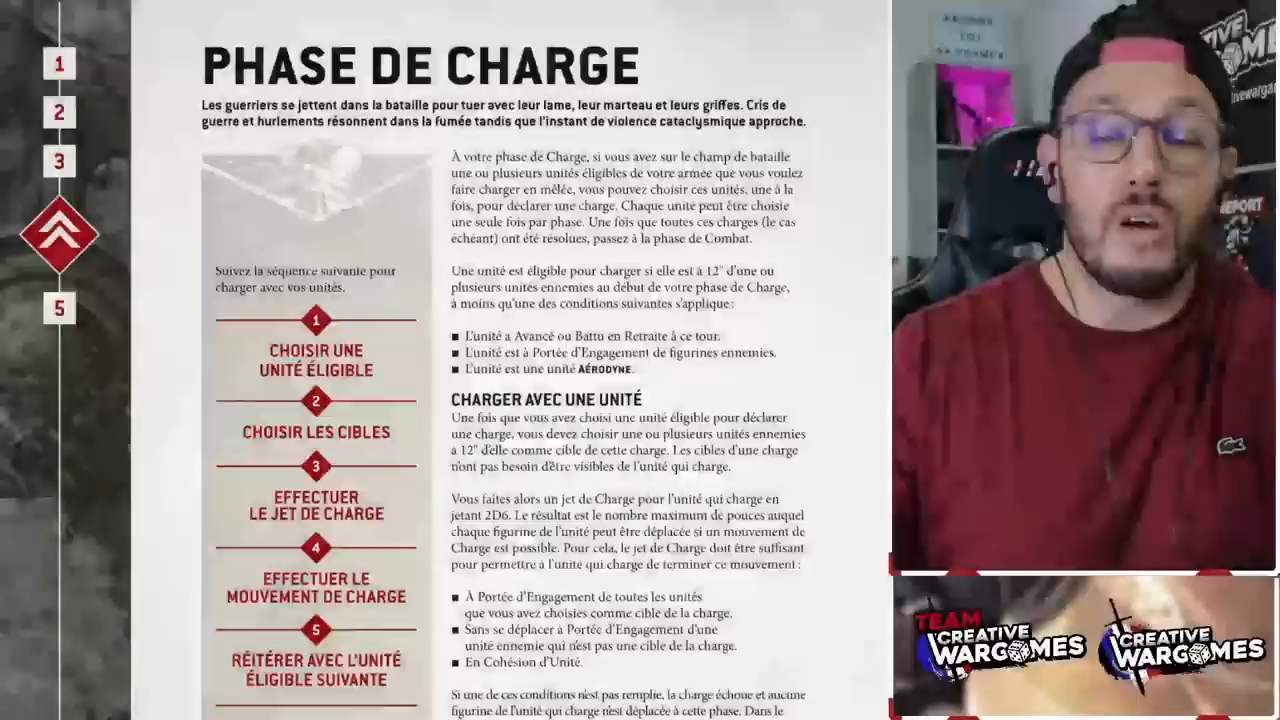 1
2
3
5
PHASE DE CHARGE
Les guerriers se jettent dans la bataille pour tuer avec leur lame, leur marteau et leurs griffes. Cris de
guerre et hurlements résonnent dans la fumée tandis que l'instant de violence cataclysmique approche.
Suivez la séquence suivante pour
charger avec vos unités.
1
CHOISIR UNE
UNITÉ ÉLIGIBLE
2
CHOISIR LES CIBLES
3
EFFECTUER
LE JET DE CHARGE
4
EFFECTUER LE
MOUVEMENT DE CHARGE
5
RÉITÉRER AVEC L'UNITÉ
ÉLIGIBLE SUIVANTE
À votre phase de Charge, si vous avez sur le champ de bataille
une ou plusieurs unités éligibles de votre armée que vous voulez
faire charger en mêlée, vous pouvez choisir ces unités, une à la
fois, pour déclarer une charge. Chaque unité peut être choisie
une seule fois par phase. Une fois que toutes ces charges (le cas
échéant) ont été résolues, passez à la phase de Combat.
Une unité est éligible pour charger si elle est à 12" d'une ou
plusieurs unités ennemies au début de votre phase de Charge,
à moins qu'une des conditions suivantes s'applique :
■ L'unité a Avancé ou Battu en Retraite à ce tour.
■ L'unité est à Portée d'Engagement de figurines ennemies.
■ L'unité est une unité AÉRODYNE.
CHARGER AVEC UNE UNITÉ
Une fois que vous avez choisi une unité éligible pour déclarer
une charge, vous devez choisir une ou plusieurs unités ennemies
à 12" d'elle comme cible de cette charge. Les cibles d'une charge
n'ont pas besoin d'être visibles de l'unité qui charge.
Vous faites alors un jet de Charge pour l'unité qui charge en
jetant 2D6. Le résultat est le nombre maximum de pouces auquel
chaque figurine de l'unité peut être déplacée si un mouvement de
Charge est possible. Pour cela, le jet de Charge doit être suffisant
pour permettre à l'unité qui charge de terminer ce mouvement :
■ À Portée d'Engagement de toutes les unités
que vous avez choisies comme cible de la charge.
■ Sans se déplacer à Portée d'Engagement d'une
unité ennemie qui n'est pas une cible de la charge.
■ En Cohésion d'Unité.
Si une de ces conditions n'est pas remplie, la charge échoue et aucune
figurine de l'unité qui charge n'est déplacée à cette phase. Dans le
TEAM
CREATIVE
WARGAMES
CREATIVE
WARGAMES